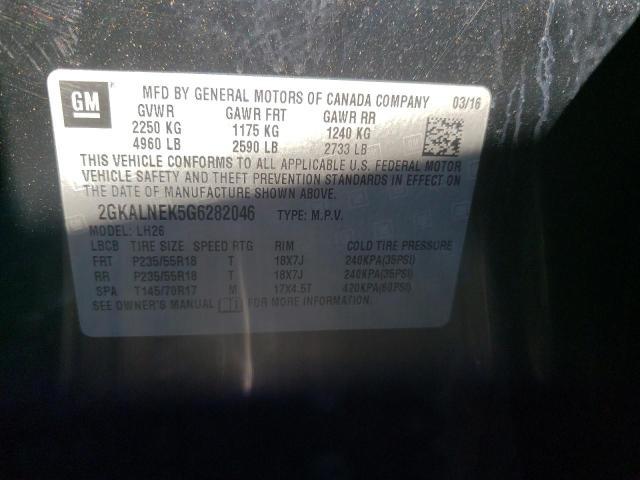 GM
MFD BY GENERAL MOTORS OF CANADA COMPANY 03/16
GVWR GAWR FRT GAWR RR
2250 KG 1175 KG 1240 KG
4960 LB 2590 LB 2733 LB
THIS VEHICLE CONFORMS TO ALL APPLICABLE U.S. FEDERAL MOTOR
VEHICLE SAFETY AND THEFT PREVENTION STANDARDS IN EFFECT ON
THE DATE OF MANUFACTURE SHOWN ABOVE.
2GKALNEK5G6282046 TYPE: M.P.V.
MODEL: LH26
LBCB TIRE SIZE SPEED RTG RIM COLD TIRE PRESSURE
FRT P235/55R18 T 18X7J 240KPA(35PSI)
RR P235/55R18 T 18X7J 240KPA(35PSI)
SPA T145/70R17 M 17X4.5T 420KPA(60PSI)
SEE OWNER'S MANUAL FOR MORE INFORMATION.